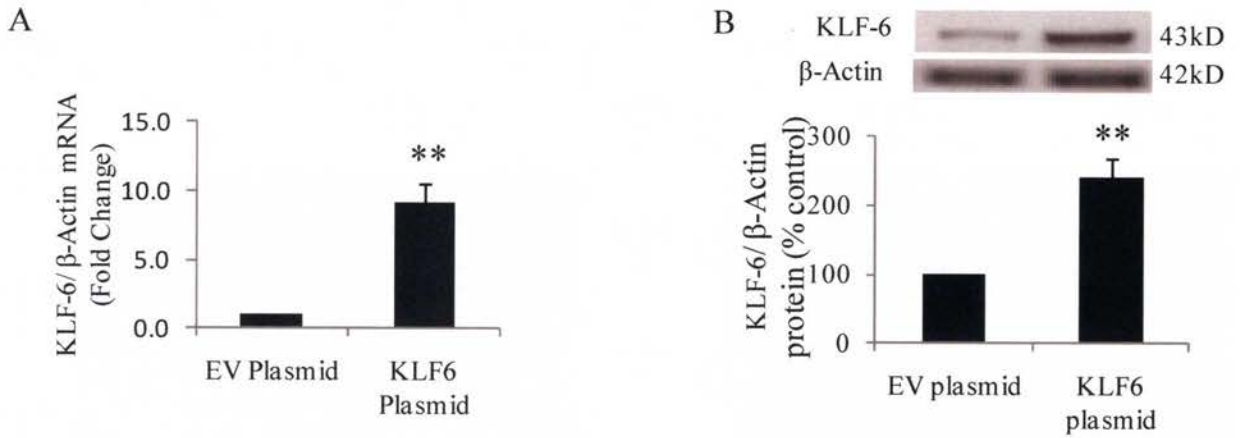 A
KLF-6/ β-Actin mRNA
(Fold Change)
15.0
10.0
5.0
0.0
**
EV Plasmid
KLF6
Plasmid
B
KLF-6
43kD
β-Actin
42kD
KLF-6/ β-Actin
protein (% control)
300
200
100
0
**
EV plasmid
KLF6
plasmid